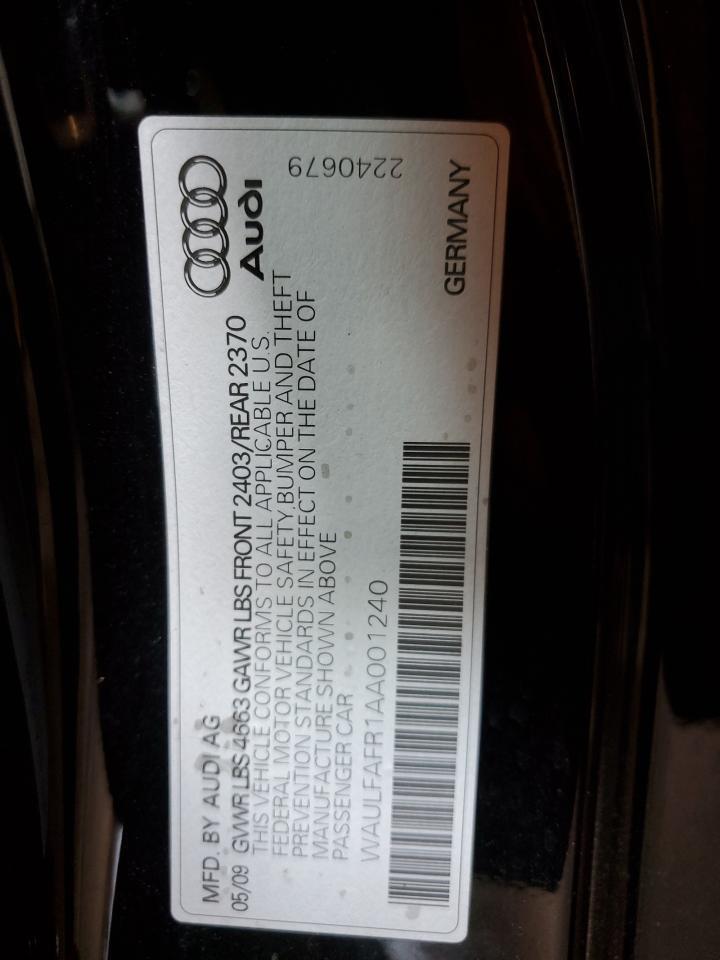 MFD. BY AUDI AG
05/09 GVWR LBS 4663 GAWR LBS FRONT 2403/REAR 2370
THIS VEHICLE CONFORMS TO ALL APPLICABLE U.S.
FEDERAL MOTOR VEHICLE SAFETY, BUMPER AND THEFT
PREVENTION STANDARDS IN EFFECT ON THE DATE OF
MANUFACTURE SHOWN ABOVE
PASSENGER CAR
WAULFAFR1AA001240
Audi
2240679
GERMANY